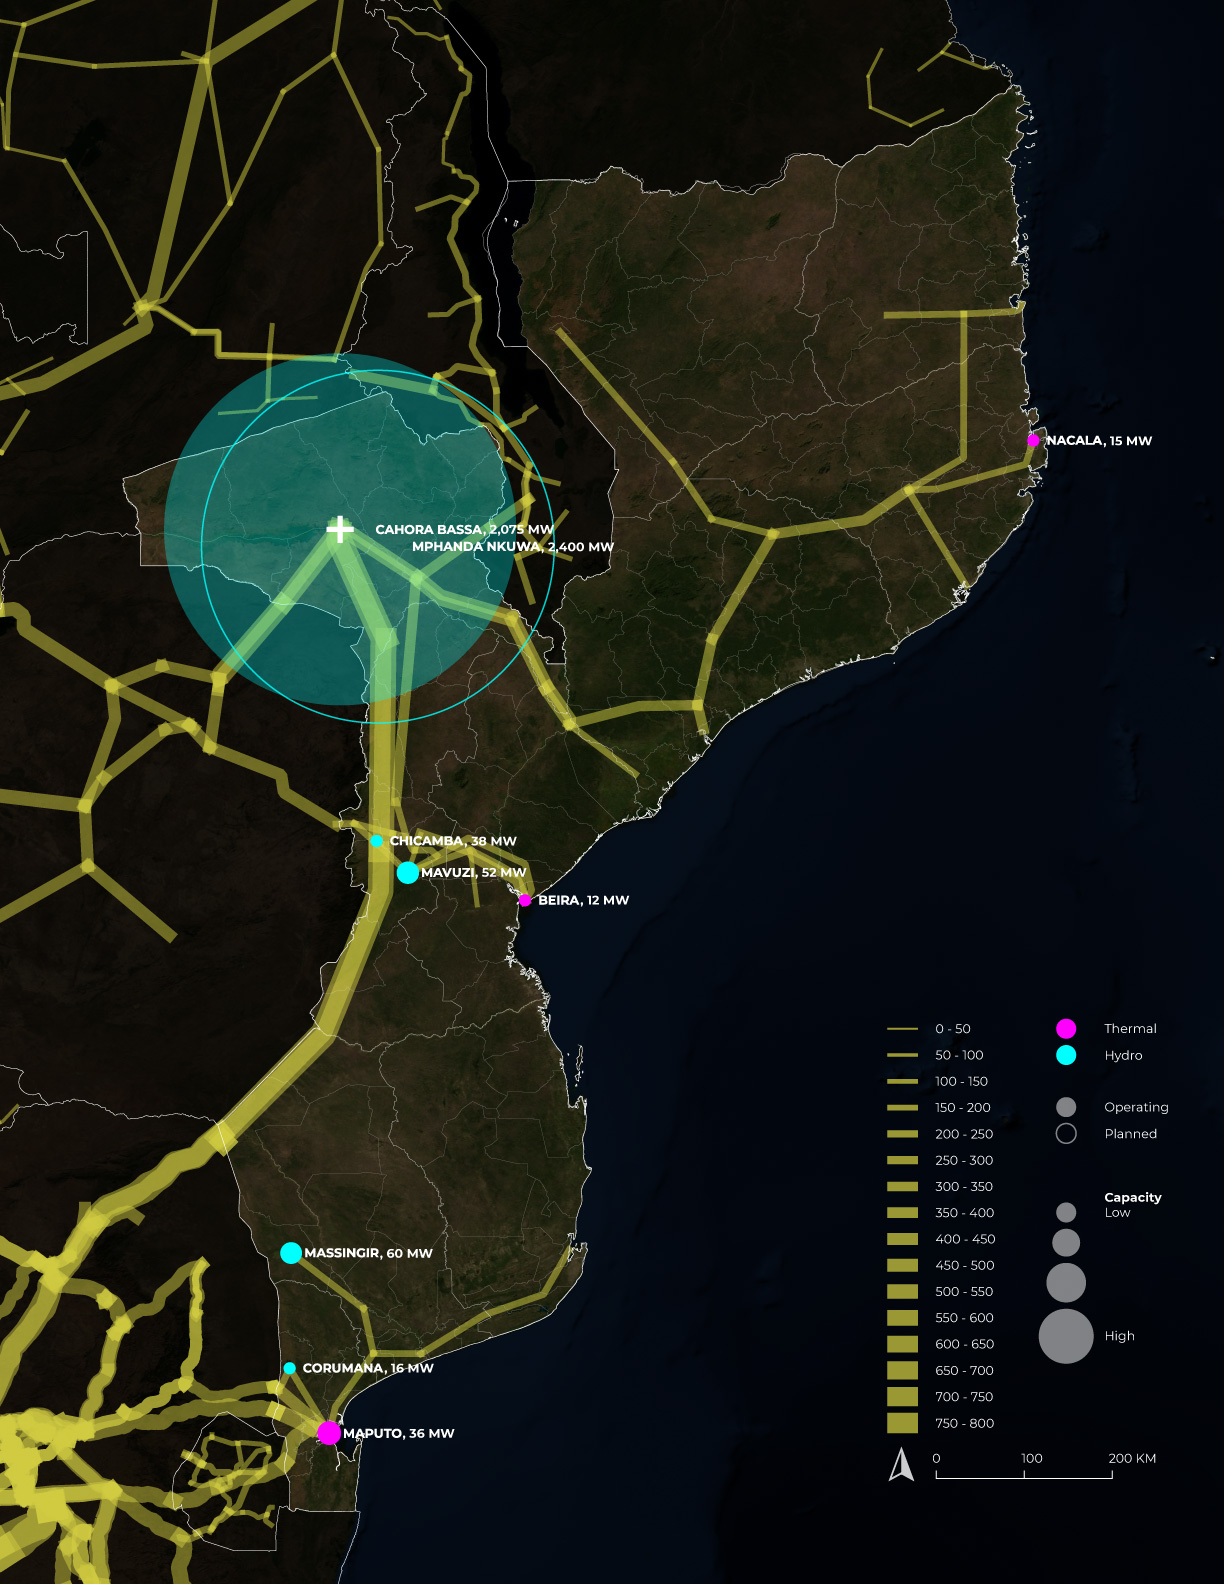 NACALA, 15 MW
CAHORA BASSA, 2,075 MW
MPHANDA NKUWA, 2,400 MW
CHICAMBA, 38 MW
MAVUZI, 52 MW
BEIRA, 12 MW
MASSINGIR, 60 MW
CORUMANA, 16 MW
MAPUTO, 36 MW
0 - 50
50 - 100
100 - 150
150 - 200
200 - 250
250 - 300
300 - 350
350 - 400
400 - 450
450 - 500
500 - 550
550 - 600
600 - 650
650 - 700
700 - 750
750 - 800
Thermal
Hydro
Operating
Planned
Capacity
Low
High
0 100 200 KM